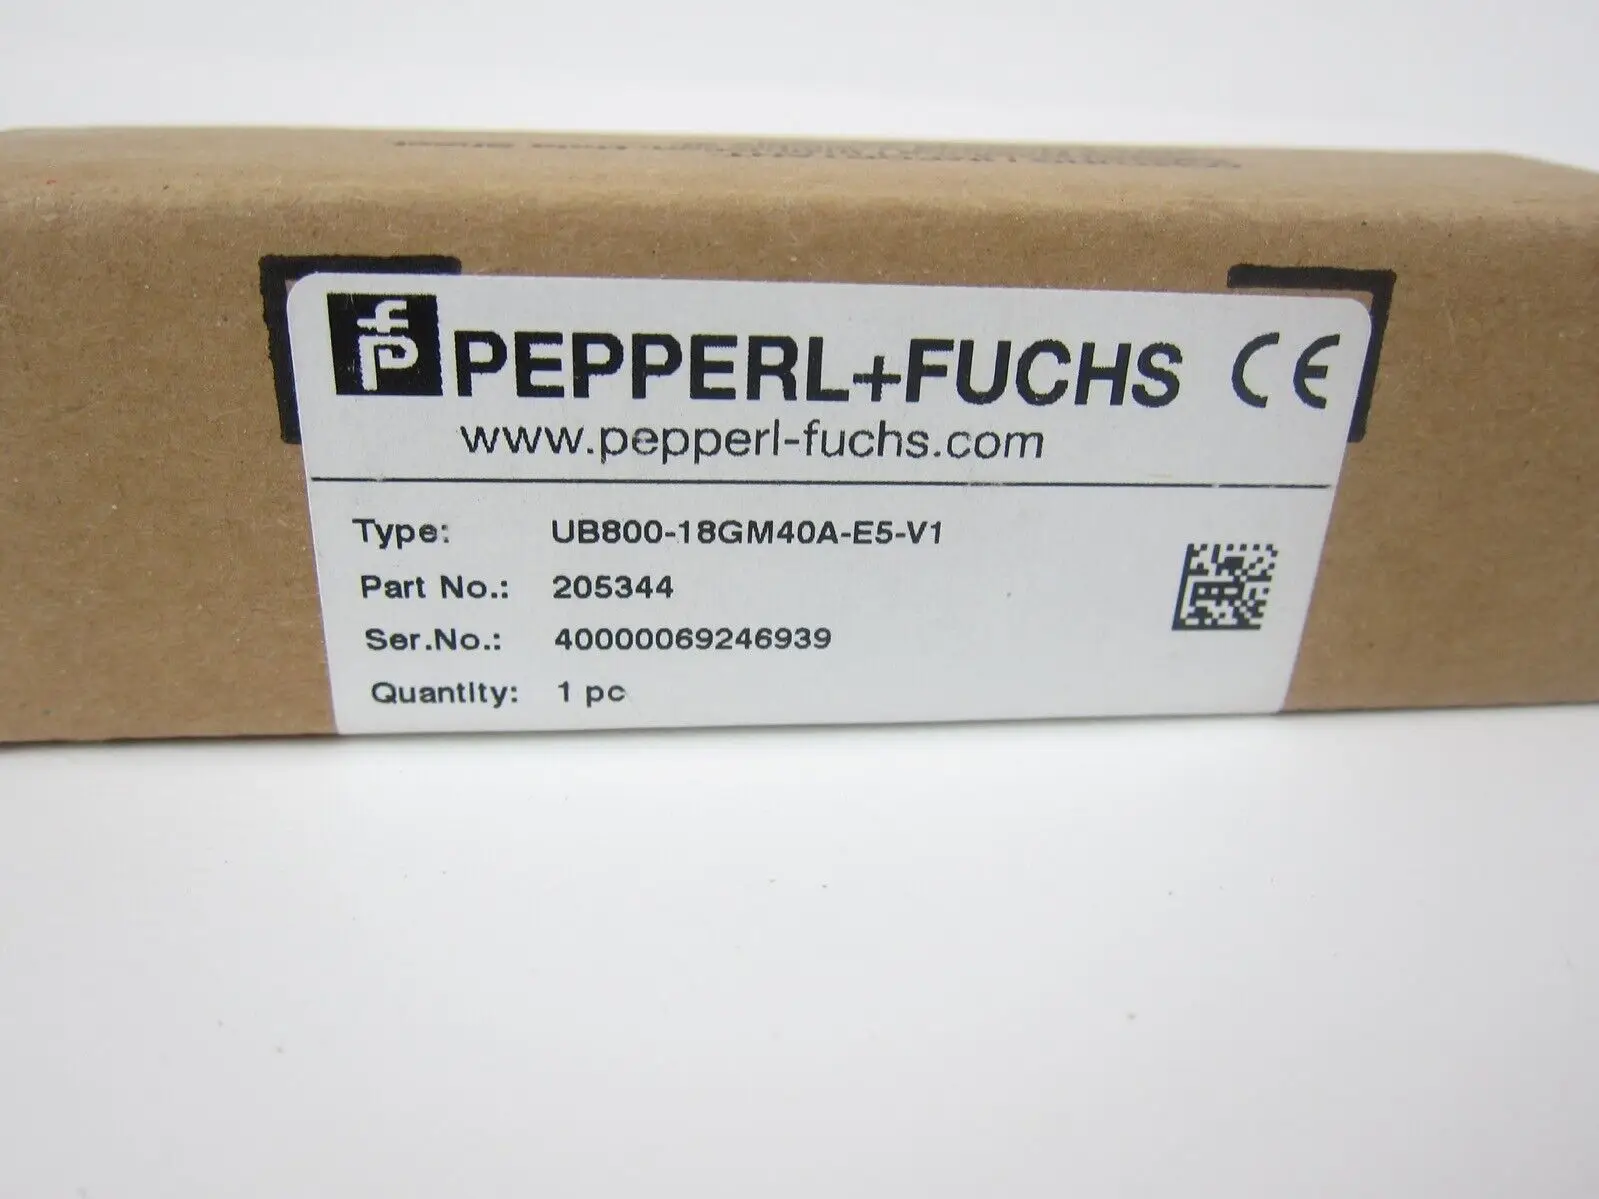 PEPPERL+FUCHS CE
www.pepperl-fuchs.com
Type: UB800-18GM40A-E5-V1
Part No.: 205344
Ser.No.: 40000069246939
Quantity: 1 pc